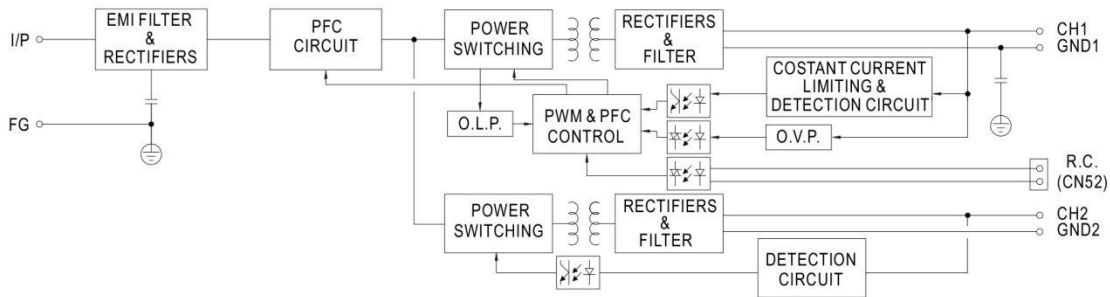 I/P
EMI FILTER
&
RECTIFIERS
PFC
CIRCUIT
POWER
SWITCHING
RECTIFIERS
&
FILTER
CH1
GND1
COSTANT CURRENT
LIMITING &
DETECTION CIRCUIT
FG
O.L.P.
PWM & PFC
CONTROL
O.V.P.
R.C.
(CN52)
POWER
SWITCHING
RECTIFIERS
&
FILTER
CH2
GND2
DETECTION
CIRCUIT